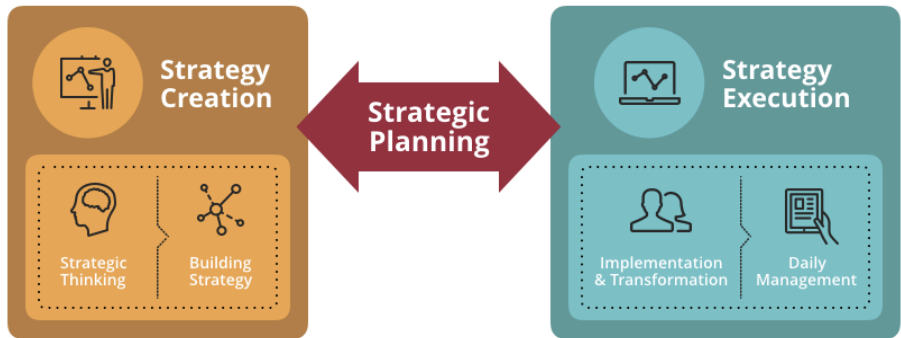 Strategy
Creation
Strategic
Thinking
Building
Strategy
Strategic
Planning
Strategy
Execution
Implementation
& Transformation
Daily
Management